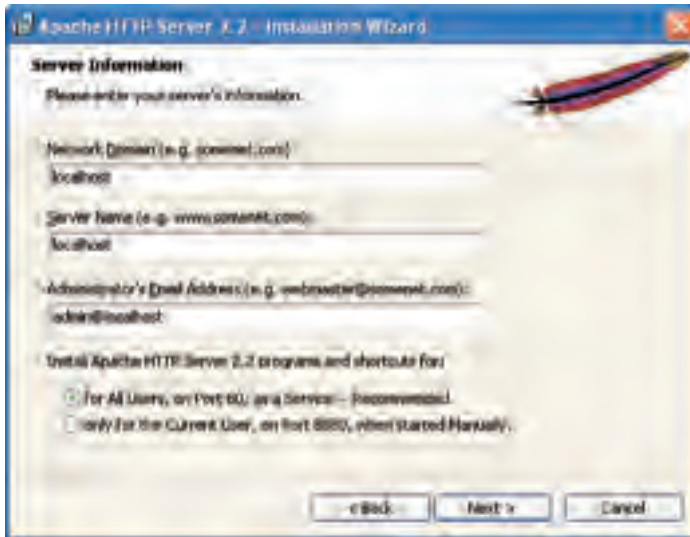 Apache HTTP Server 2.2 - Installation Wizard
Server Information
Please enter your server's information.
Network Domain (e.g. somenet.com)
localhost
Server Name (e.g. www.somenet.com):
localhost
Administrator's Email Address (e.g. webmaster@somenet.com):
admin@localhost
Install Apache HTTP Server 2.2 programs and shortcuts for:
for All Users, on Port 80, as a Service -- Recommended.
only for the Current User, on Port 8080, when started Manually.
< Back
Next >
Cancel